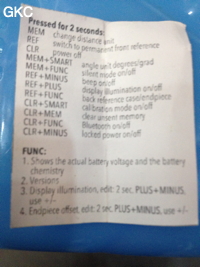 GKC
Pressed for 2 seconds:
MEM change distance unit
REF switch to permanent front reference
CLR power off
MEM+SMART angle unit degrees/grad
MEM+FUNC silent mode on/off
REF+MINUS beep on/off
REF+PLUS display illumination on/off
REF+FUNC back reference case/endpiece
CLR+SMART calibration mode on/off
CLR+MEM clear answer memory
CLR+FUNC Bluetooth on/off
CLR+MINUS locked power on/off
FUNC:
1. Shows the actual battery voltage and the battery
chemistry
2. Versions
3. Display illumination, edit: 2 sec. PLUS+MINUS,
use +/-
4. Endpiece offset, edit: 2 sec. PLUS+MINUS, use +/-